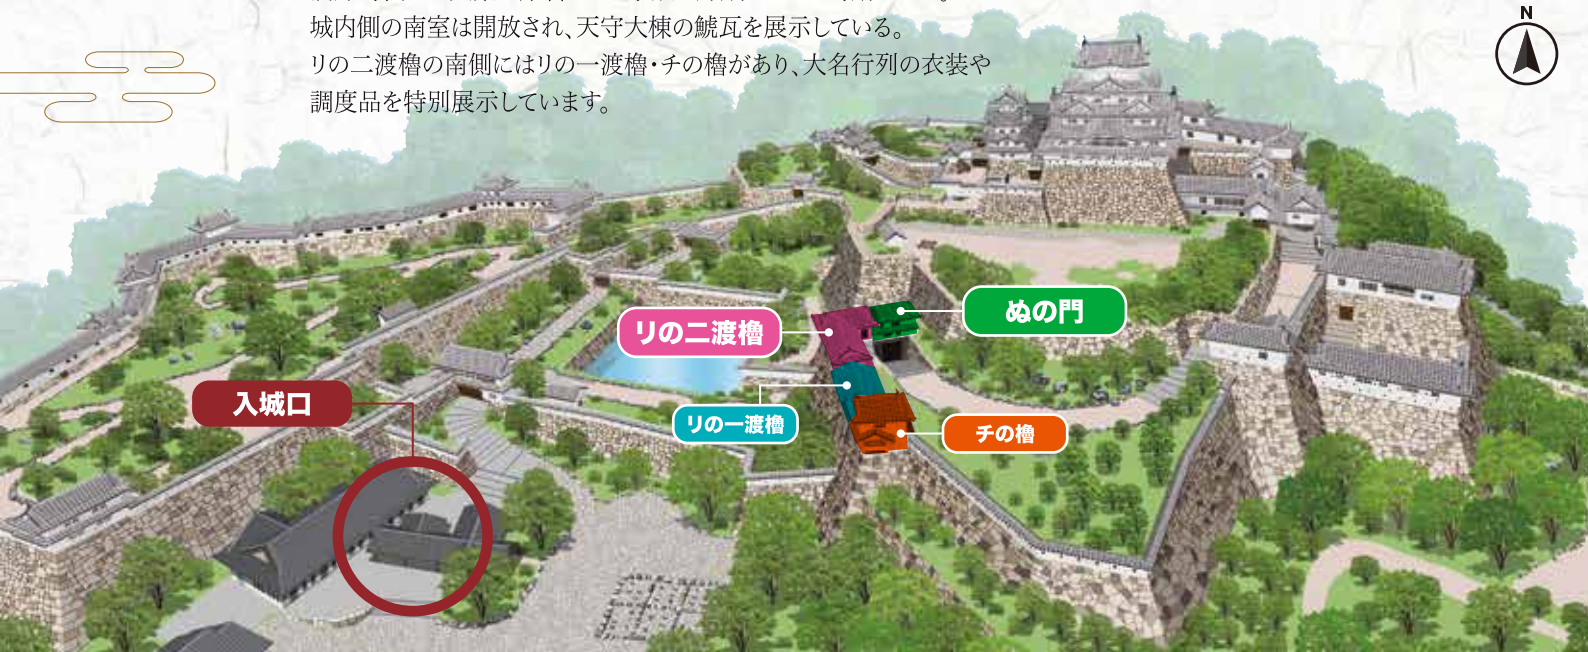 城内側の南室は開放され、天守大棟の鯱瓦を展示している。
リの二渡櫓の南側にはリの一渡櫓・チの櫓があり、大名行列の衣装や
調度品を特別展示しています。
N
ぬの門
リの二渡櫓
入城口
リの一渡櫓
チの櫓